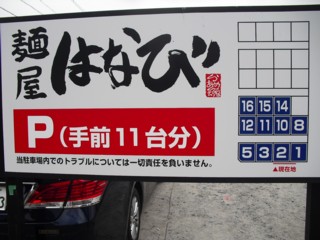 麺屋
はなび
P（手前11台分）
当駐車場内でのトラブルについては一切責任を負いません。
16 15 14
12 11 10 8
5 3 2 1
▲現在地